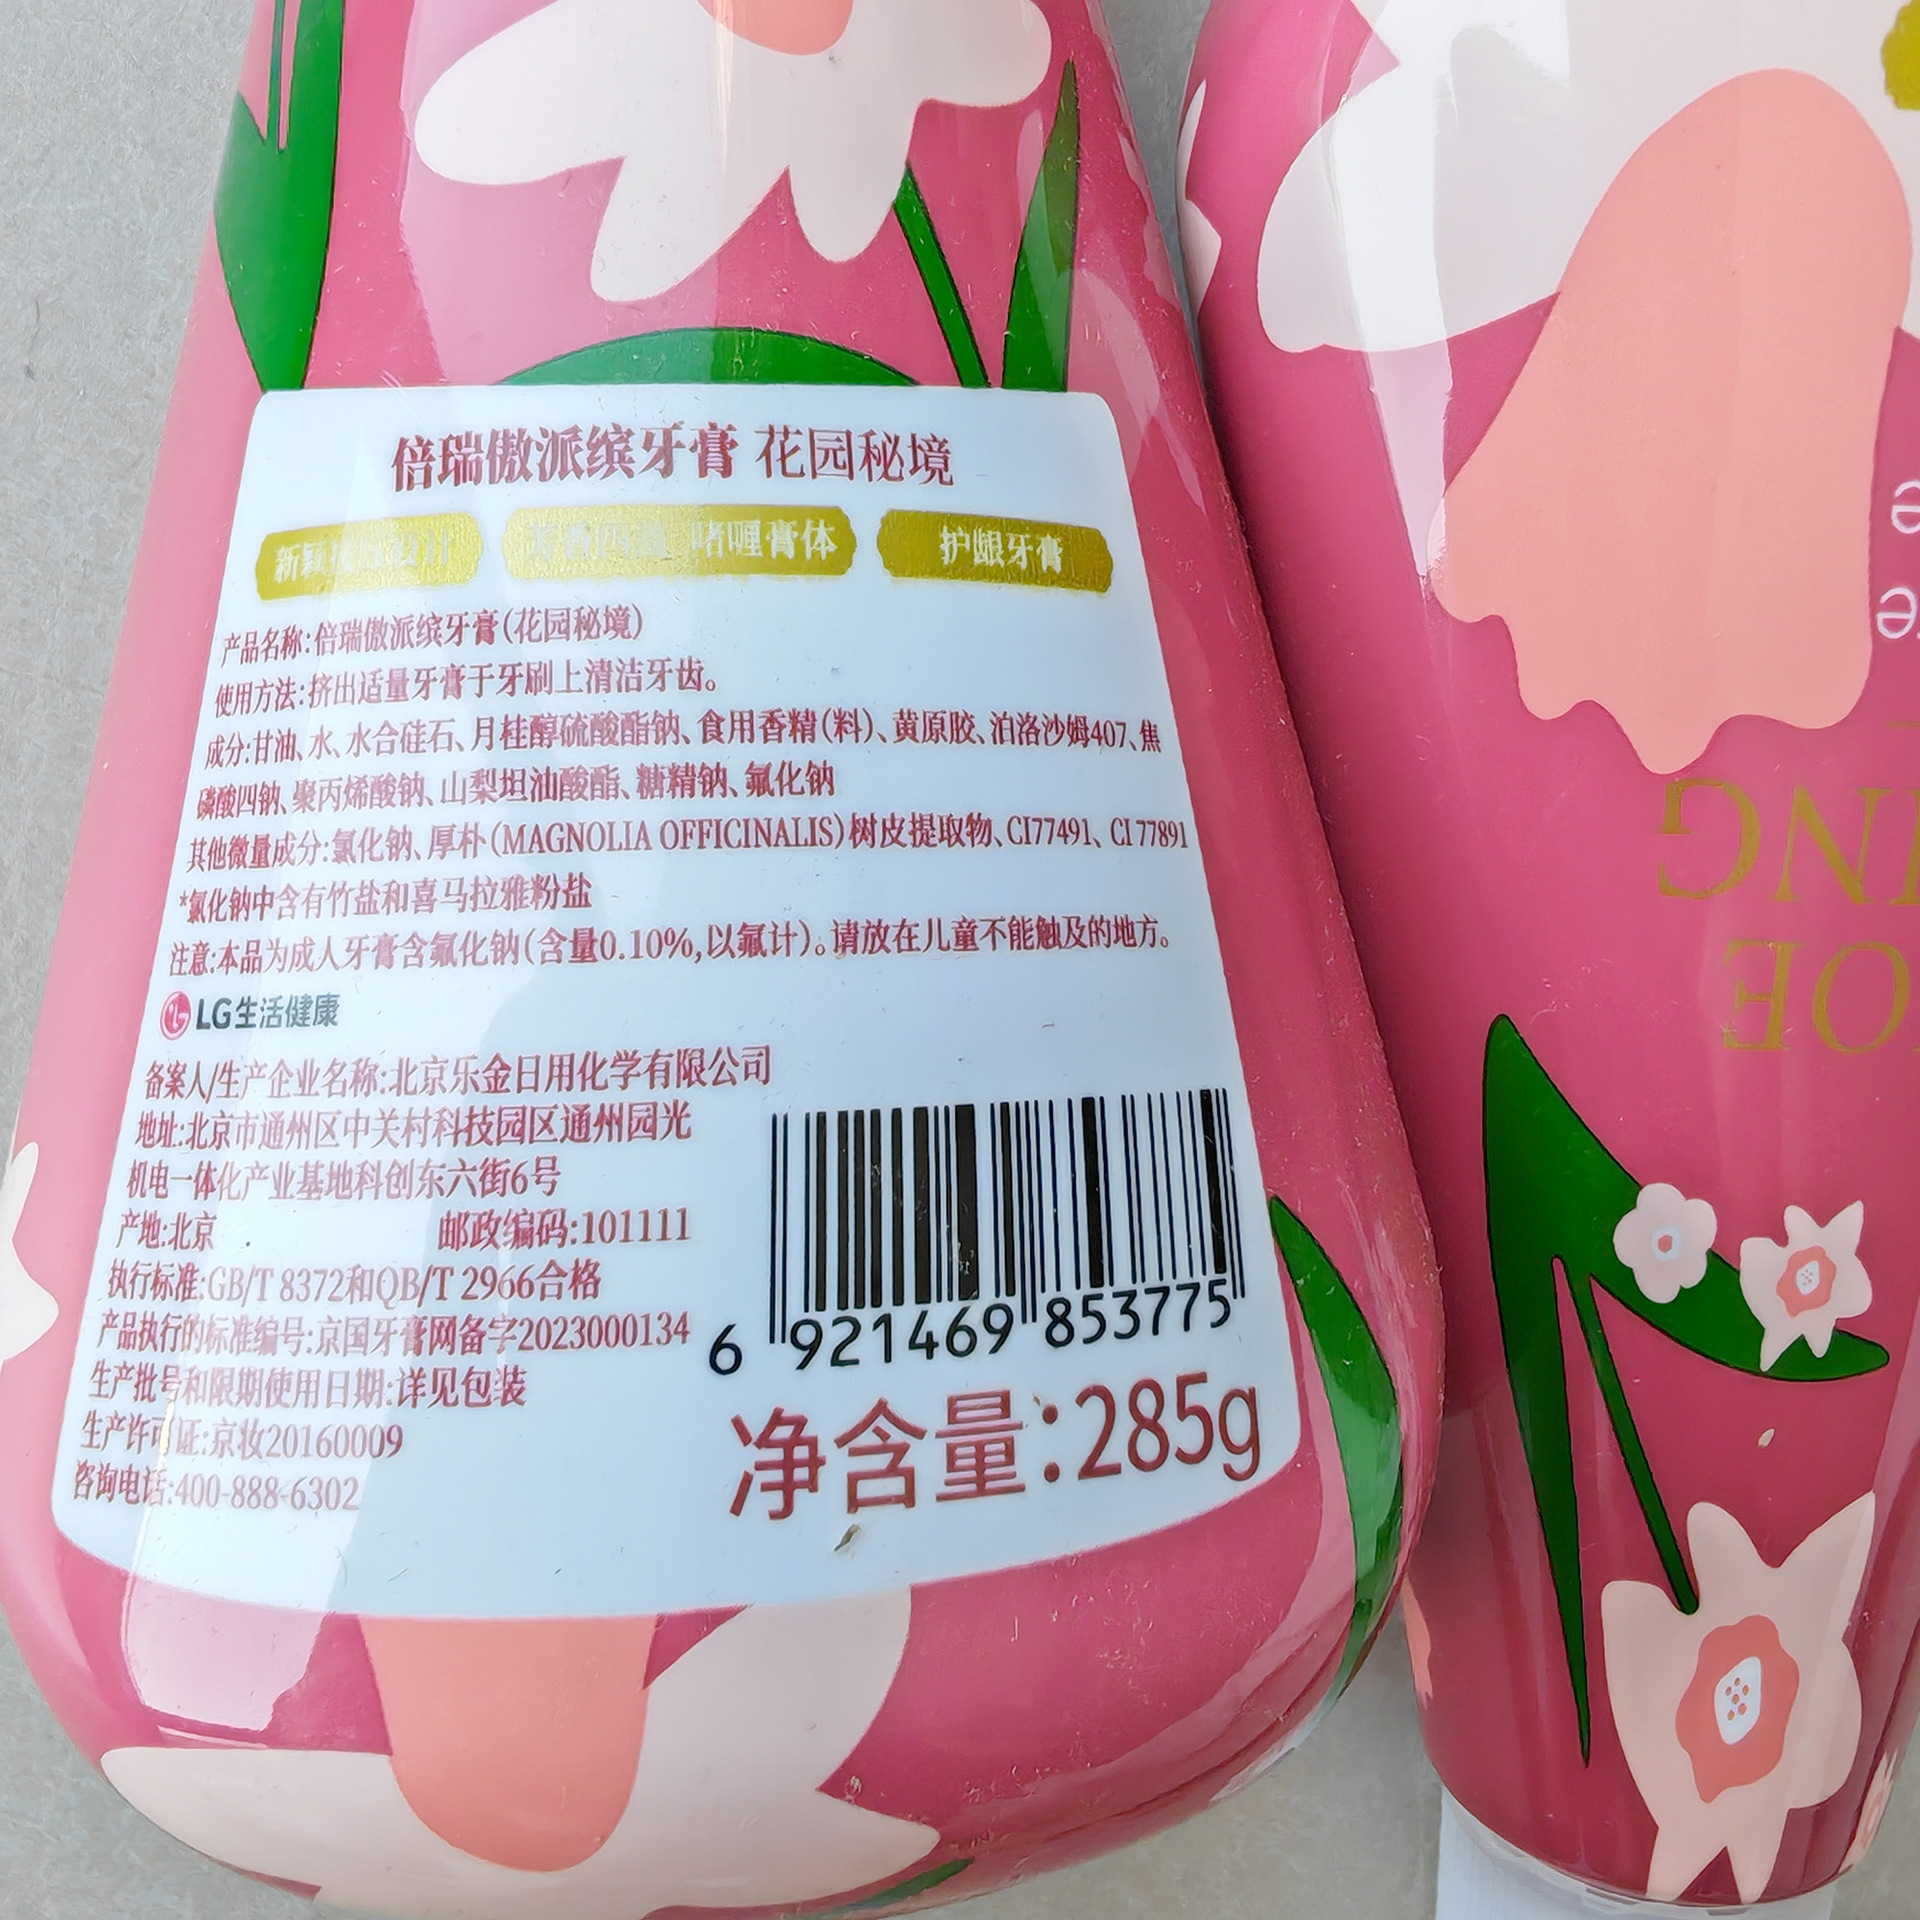 倍瑞傲派缤牙膏 花园秘境
新颖按压设计
啫喱膏体
护龈牙膏
产品名称:倍瑞傲派缤牙膏(花园秘境)
使用方法:挤出适量牙膏于牙刷上清洁牙齿。
成分:甘油、水、水合硅石、月桂醇硫酸酯钠、食用香精(料)、黄原胶、泊洛沙姆407、焦
磷酸四钠、聚丙烯酸钠、山梨坦油酸酯、糖精钠、氟化钠
其他微量成分:氯化钠、厚朴(MAGNOLIA OFFICINALIS)树皮提取物、CI77491、CI 77891
*氯化钠中含有竹盐和喜马拉雅粉盐
注意:本品为成人牙膏含氟化钠(含量0.10%,以氟计)。请放在儿童不能触及的地方。
LG生活健康
备案人/生产企业名称:北京乐金日用化学有限公司
地址:北京市通州区中关村科技园区通州园光
机电一体化产业基地科创东六街6号
产地:北京 邮政编码:101111
执行标准:GB/T 8372和QB/T 2966合格
产品执行的标准编号:京国牙膏网备字2023000134
生产批号和限期使用日期:详见包装
生产许可证:京妆20160009
咨询电话:400-888-6302
6 921469 853775
净含量:285g
OE
ING